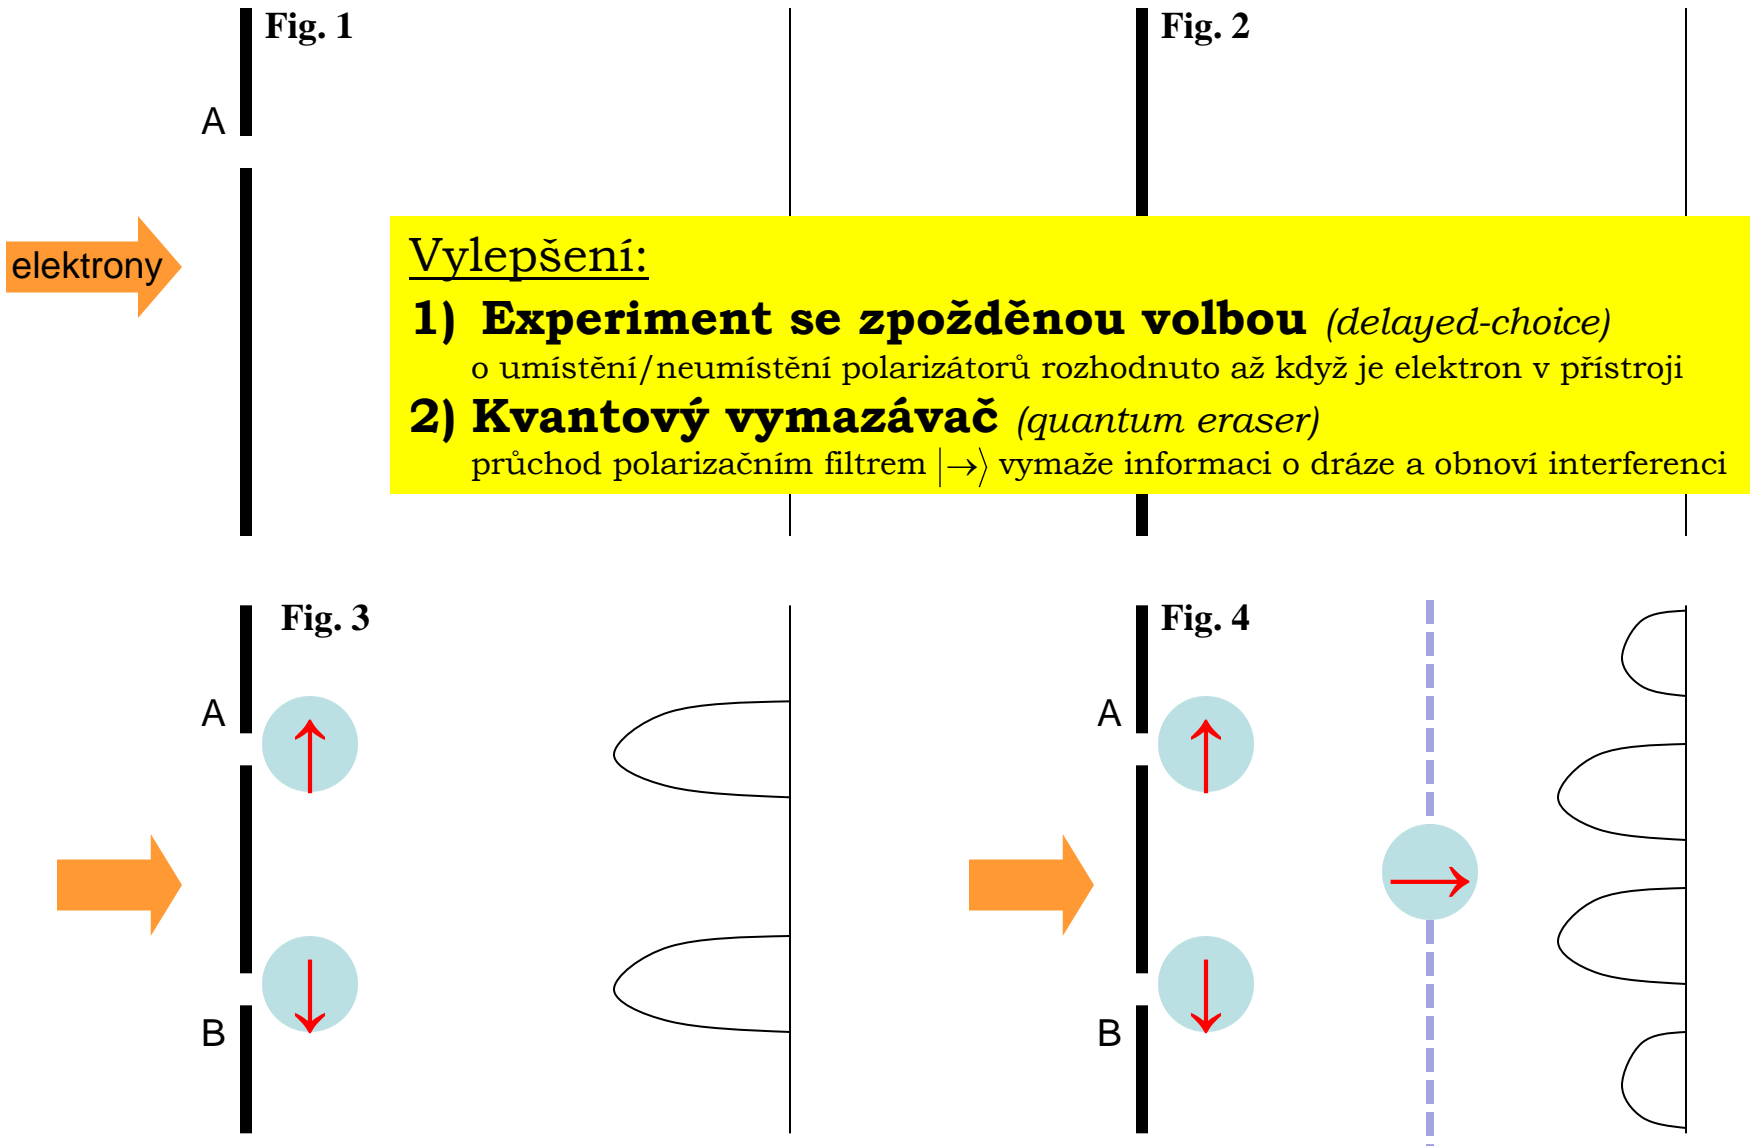 Fig. 1
Fig. 2
A
elektrony
Vylepšení:
1) Experiment se zpožděnou volbou (delayed-choice)
o umístění/neumístění polarizátorů rozhodnuto až když je elektron v přístroji
2) Kvantový vymazávač (quantum eraser)
průchod polarizačním filtrem |→⟩ vymaže informaci o dráze a obnoví interferenci
Fig. 3
Fig. 4
A
A
B
B